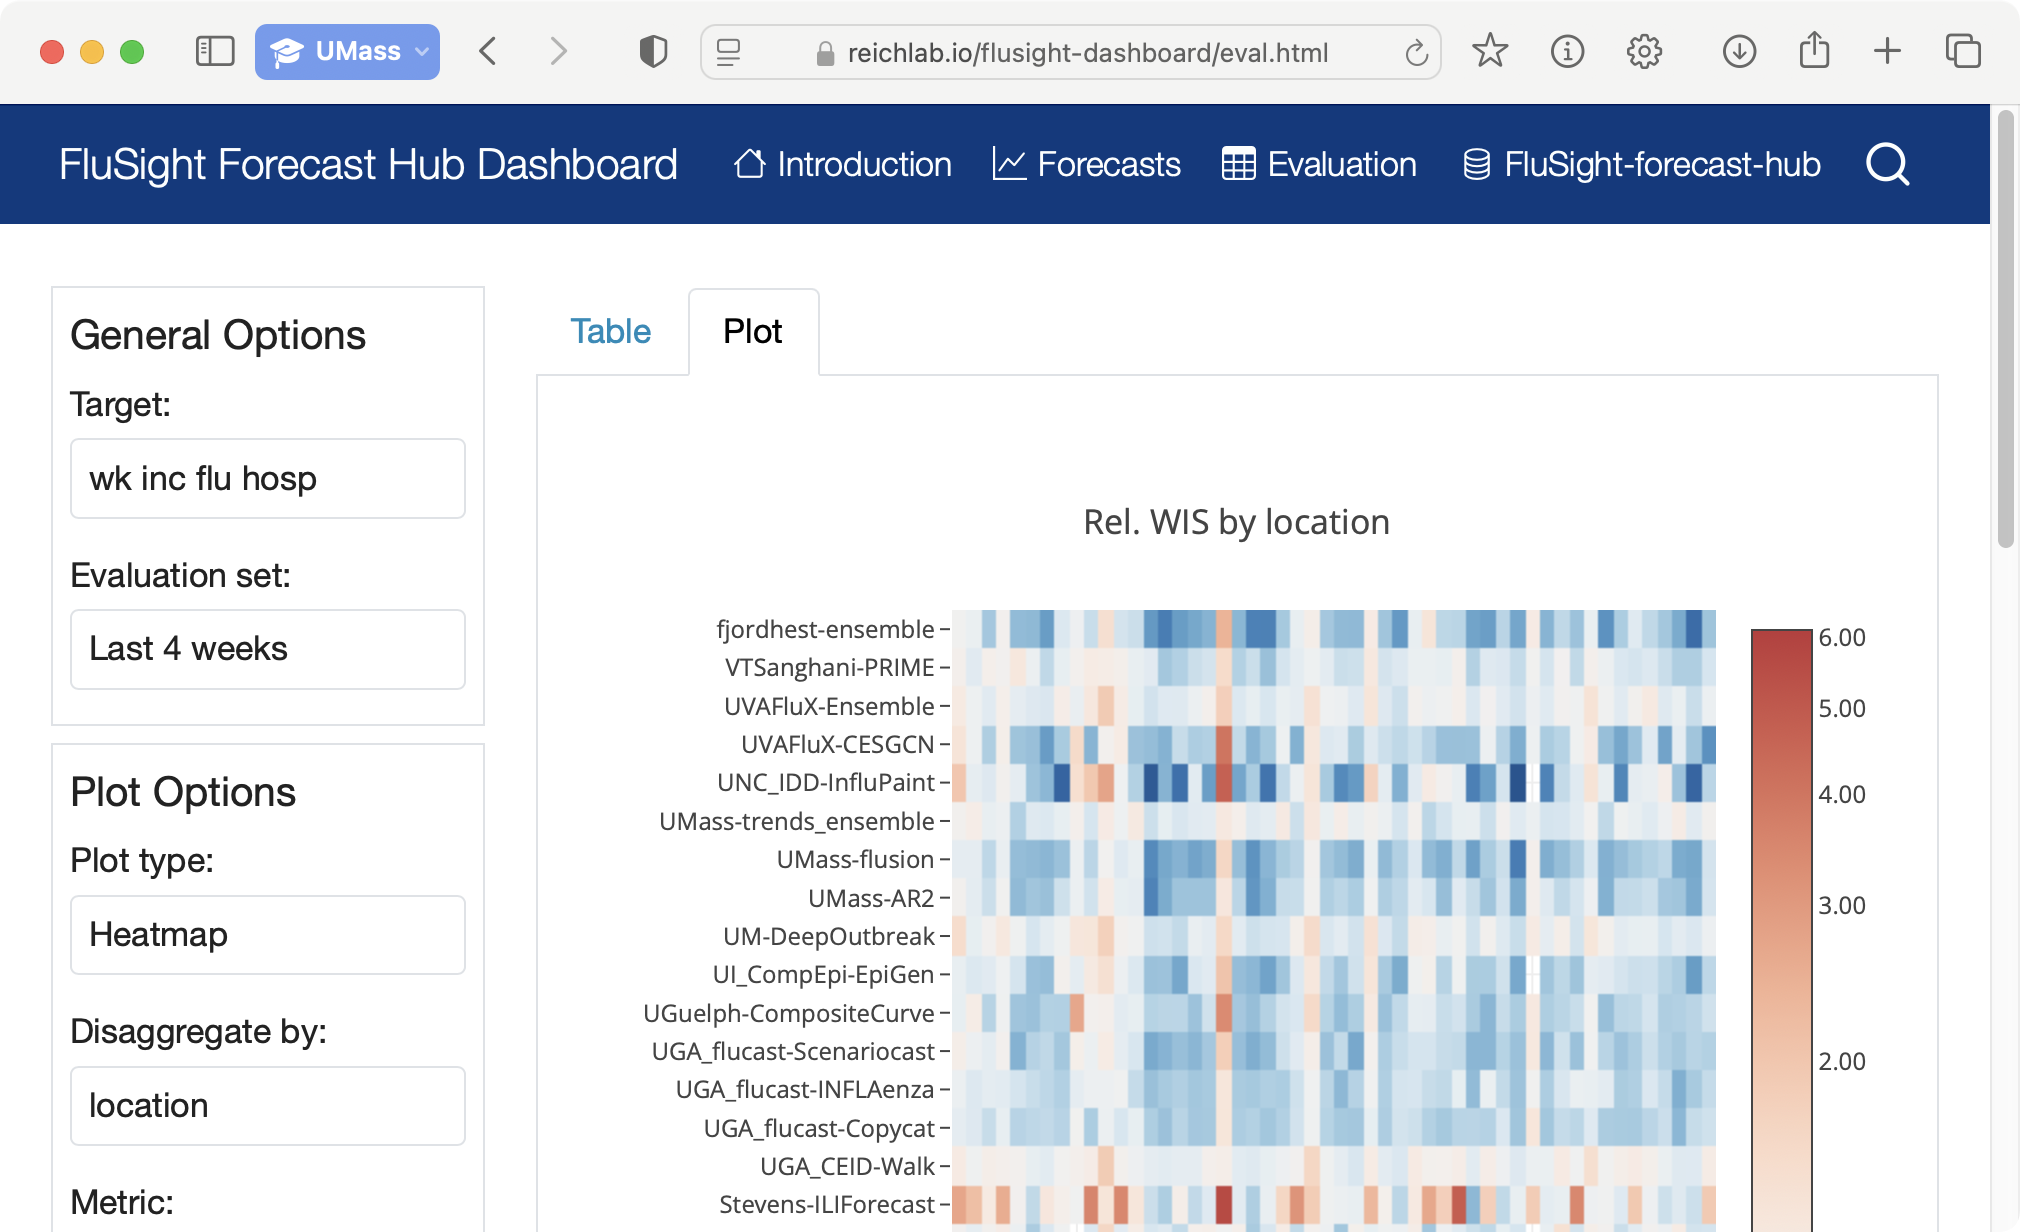 UMass
reichlab.io/flusight-dashboard/eval.html
FluSight Forecast Hub Dashboard
Introduction
Forecasts
Evaluation
FluSight-forecast-hub
General Options
Target:
wk inc flu hosp
Evaluation set:
Last 4 weeks
Plot Options
Plot type:
Heatmap
Disaggregate by:
location
Metric:
Table
Plot
Rel. WIS by location
fjordhest-ensemble
VTSanghani-PRIME
UVAFluX-Ensemble
UVAFluX-CESGCN
UNC_IDD-InfluPaint
UMass-trends_ensemble
UMass-flusion
UMass-AR2
UM-DeepOutbreak
UI_CompEpi-EpiGen
UGuelph-CompositeCurve
UGA_flucast-Scenariocast
UGA_flucast-INFLAenza
UGA_flucast-Copycat
UGA_CEID-Walk
Stevens-ILIForecast
6.00
5.00
4.00
3.00
2.00